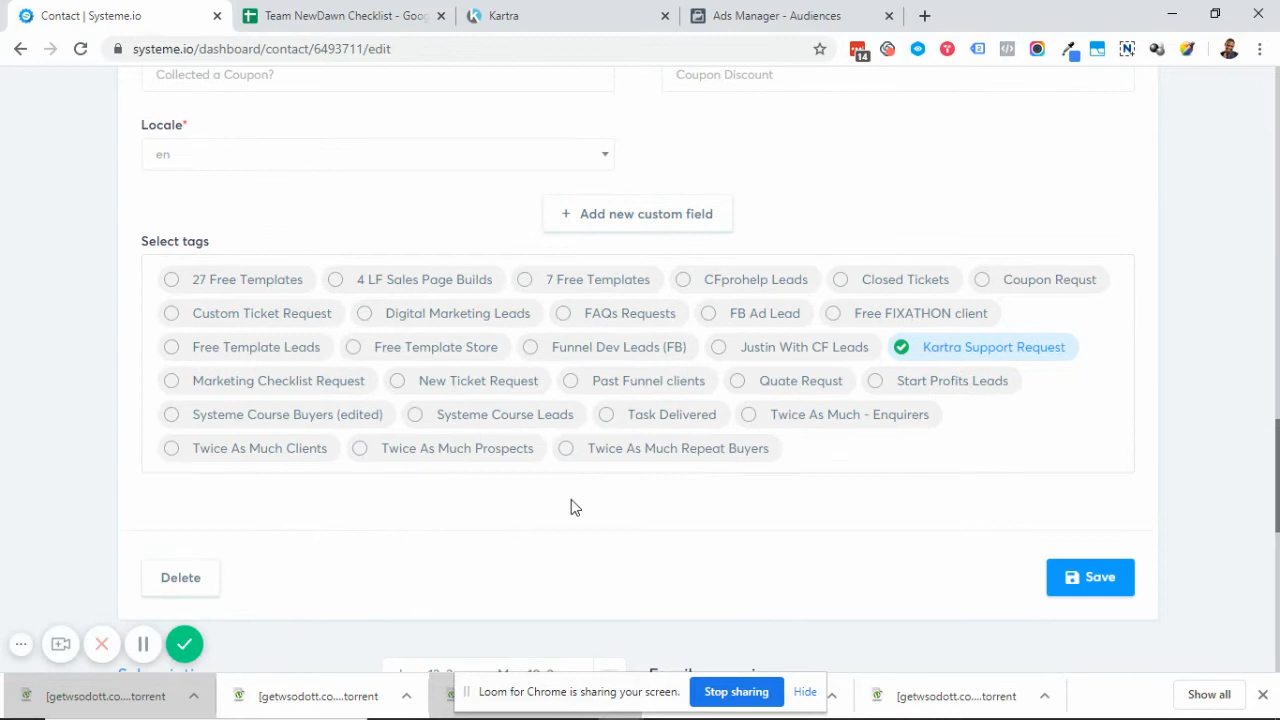 Contact | Systeme.io
Team NewDawn Checklist - Goog
Kartra
Ads Manager - Audiences
systeme.io/dashboard/contact/6493711/edit
14
Collected a Coupon?
Coupon Discount
Locale*
en
+ Add new custom field
Select tags
27 Free Templates
4 LF Sales Page Builds
7 Free Templates
CFprohelp Leads
Closed Tickets
Coupon Requst
Custom Ticket Request
Digital Marketing Leads
FAQs Requests
FB Ad Lead
Free FIXATHON client
Free Template Leads
Free Template Store
Funnel Dev Leads (FB)
Justin With CF Leads
Kartra Support Request
Marketing Checklist Request
New Ticket Request
Past Funnel clients
Quate Requst
Start Profits Leads
Systeme Course Buyers (edited)
Systeme Course Leads
Task Delivered
Twice As Much - Enquirers
Twice As Much Clients
Twice As Much Prospects
Twice As Much Repeat Buyers
Delete
Save
[getwsodott.co....torrent
[getwsodott.co....torrent
Loom for Chrome is sharing your screen.
Stop sharing
Hide
[getwsodott.co....torrent
Show all